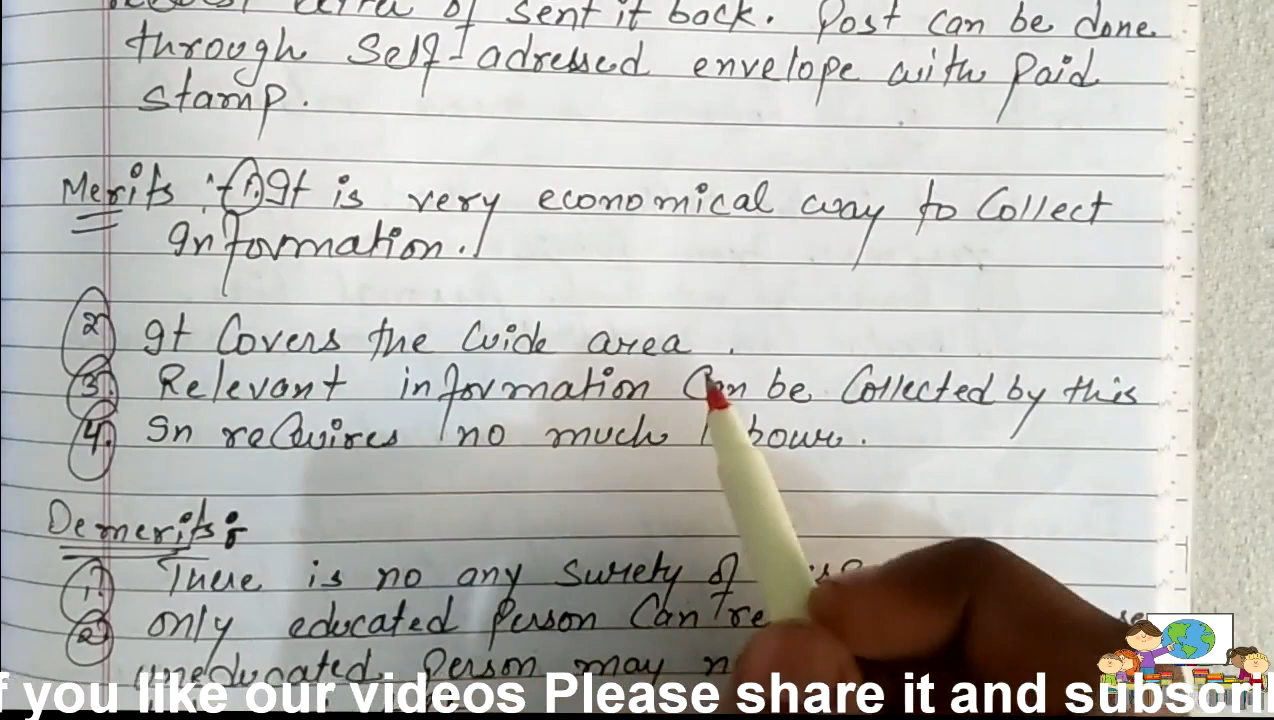 of sent it back. Post can be done
through Self-adressed envelope with paid
stamp.
Merits :- 1) It is very economical way to Collect
Information.
2. It Covers the wide area.
3. Relevant information Can be Collected by this
4. In requires no much labour.
Demerits:
1) There is no any surety of
2) only educated person Can re
uneducated person may n
f you like our videos Please share it and subscri